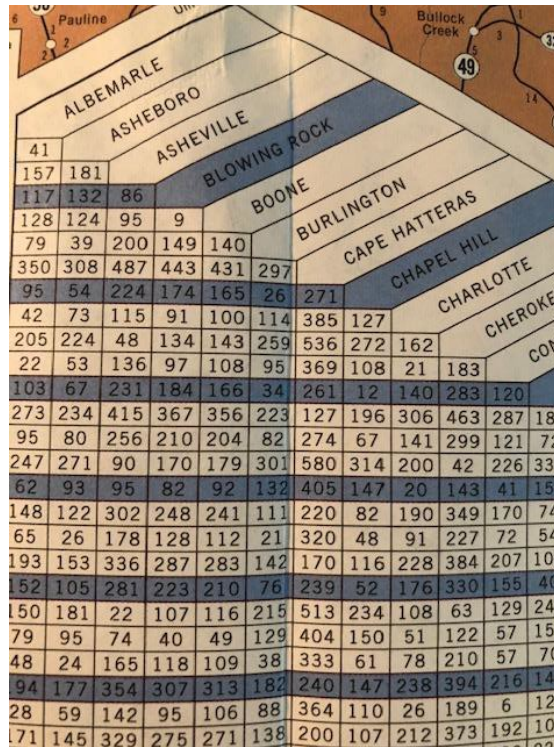 Pauline
1
2
2
9
Bullock
Creek
1
3
5
49
14
ALBEMARLE
ASHEBORO
ASHEVILLE
BLOWING ROCK
BOONE
BURLINGTON
CAPE HATTERAS
CHAPEL HILL
CHARLOTTE
41
157 181
117 132 86
128 124 95 9
79 39 200 149 140
350 308 487 443 431 297
95 54 224 174 165 26 271
42 73 115 91 100 114 385 127
205 224 48 134 143 259 536 272 162
22 53 136 97 108 95 369 108 21 183
103 67 231 184 166 34 261 12 140 283 120
273 234 415 367 356 223 127 196 306 463 287
95 80 256 210 204 82 274 67 141 299 121
247 271 90 170 179 301 580 314 200 42 226
62 93 95 82 92 132 405 147 20 143 41
148 122 302 248 241 111 220 82 190 349 170
65 26 178 128 112 21 320 48 91 227 72
193 153 336 287 283 142 170 116 228 384 207
152 105 281 223 210 76 239 52 176 330 155
150 181 22 107 116 215 513 234 108 63 129
79 95 74 40 49 129 404 150 51 122 57
48 24 165 118 109 38 333 61 78 210 57
94 177 354 307 313 182 240 147 238 394 216
28 59 142 95 106 88 364 110 26 189 6
171 145 329 275 271 138 200 107 212 373 192